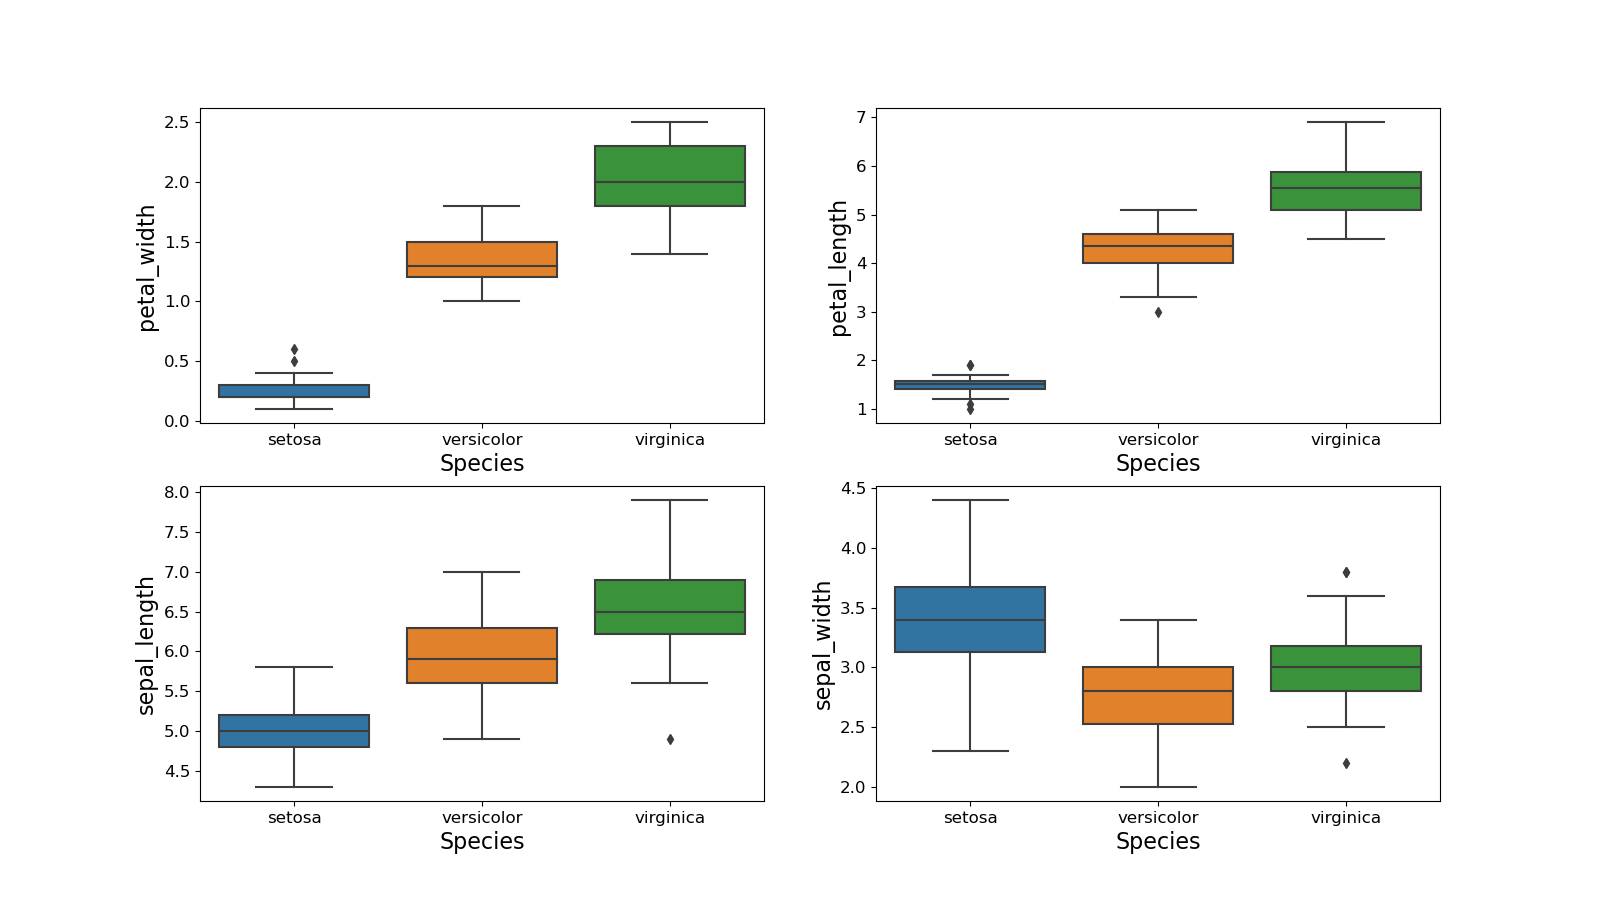 petal_width
2.5
2.0
1.5
1.0
0.5
0.0
setosa versicolor virginica
Species
petal_length
7
6
5
4
3
2
1
setosa versicolor virginica
Species
sepal_length
8.0
7.5
7.0
6.5
6.0
5.5
5.0
4.5
setosa versicolor virginica
Species
sepal_width
4.5
4.0
3.5
3.0
2.5
2.0
setosa versicolor virginica
Species